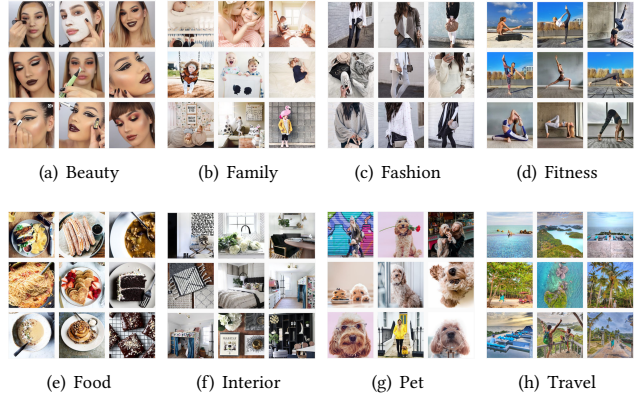 (a) Beauty
(b) Family
(c) Fashion
(d) Fitness
(e) Food
(f) Interior
(g) Pet
(h) Travel